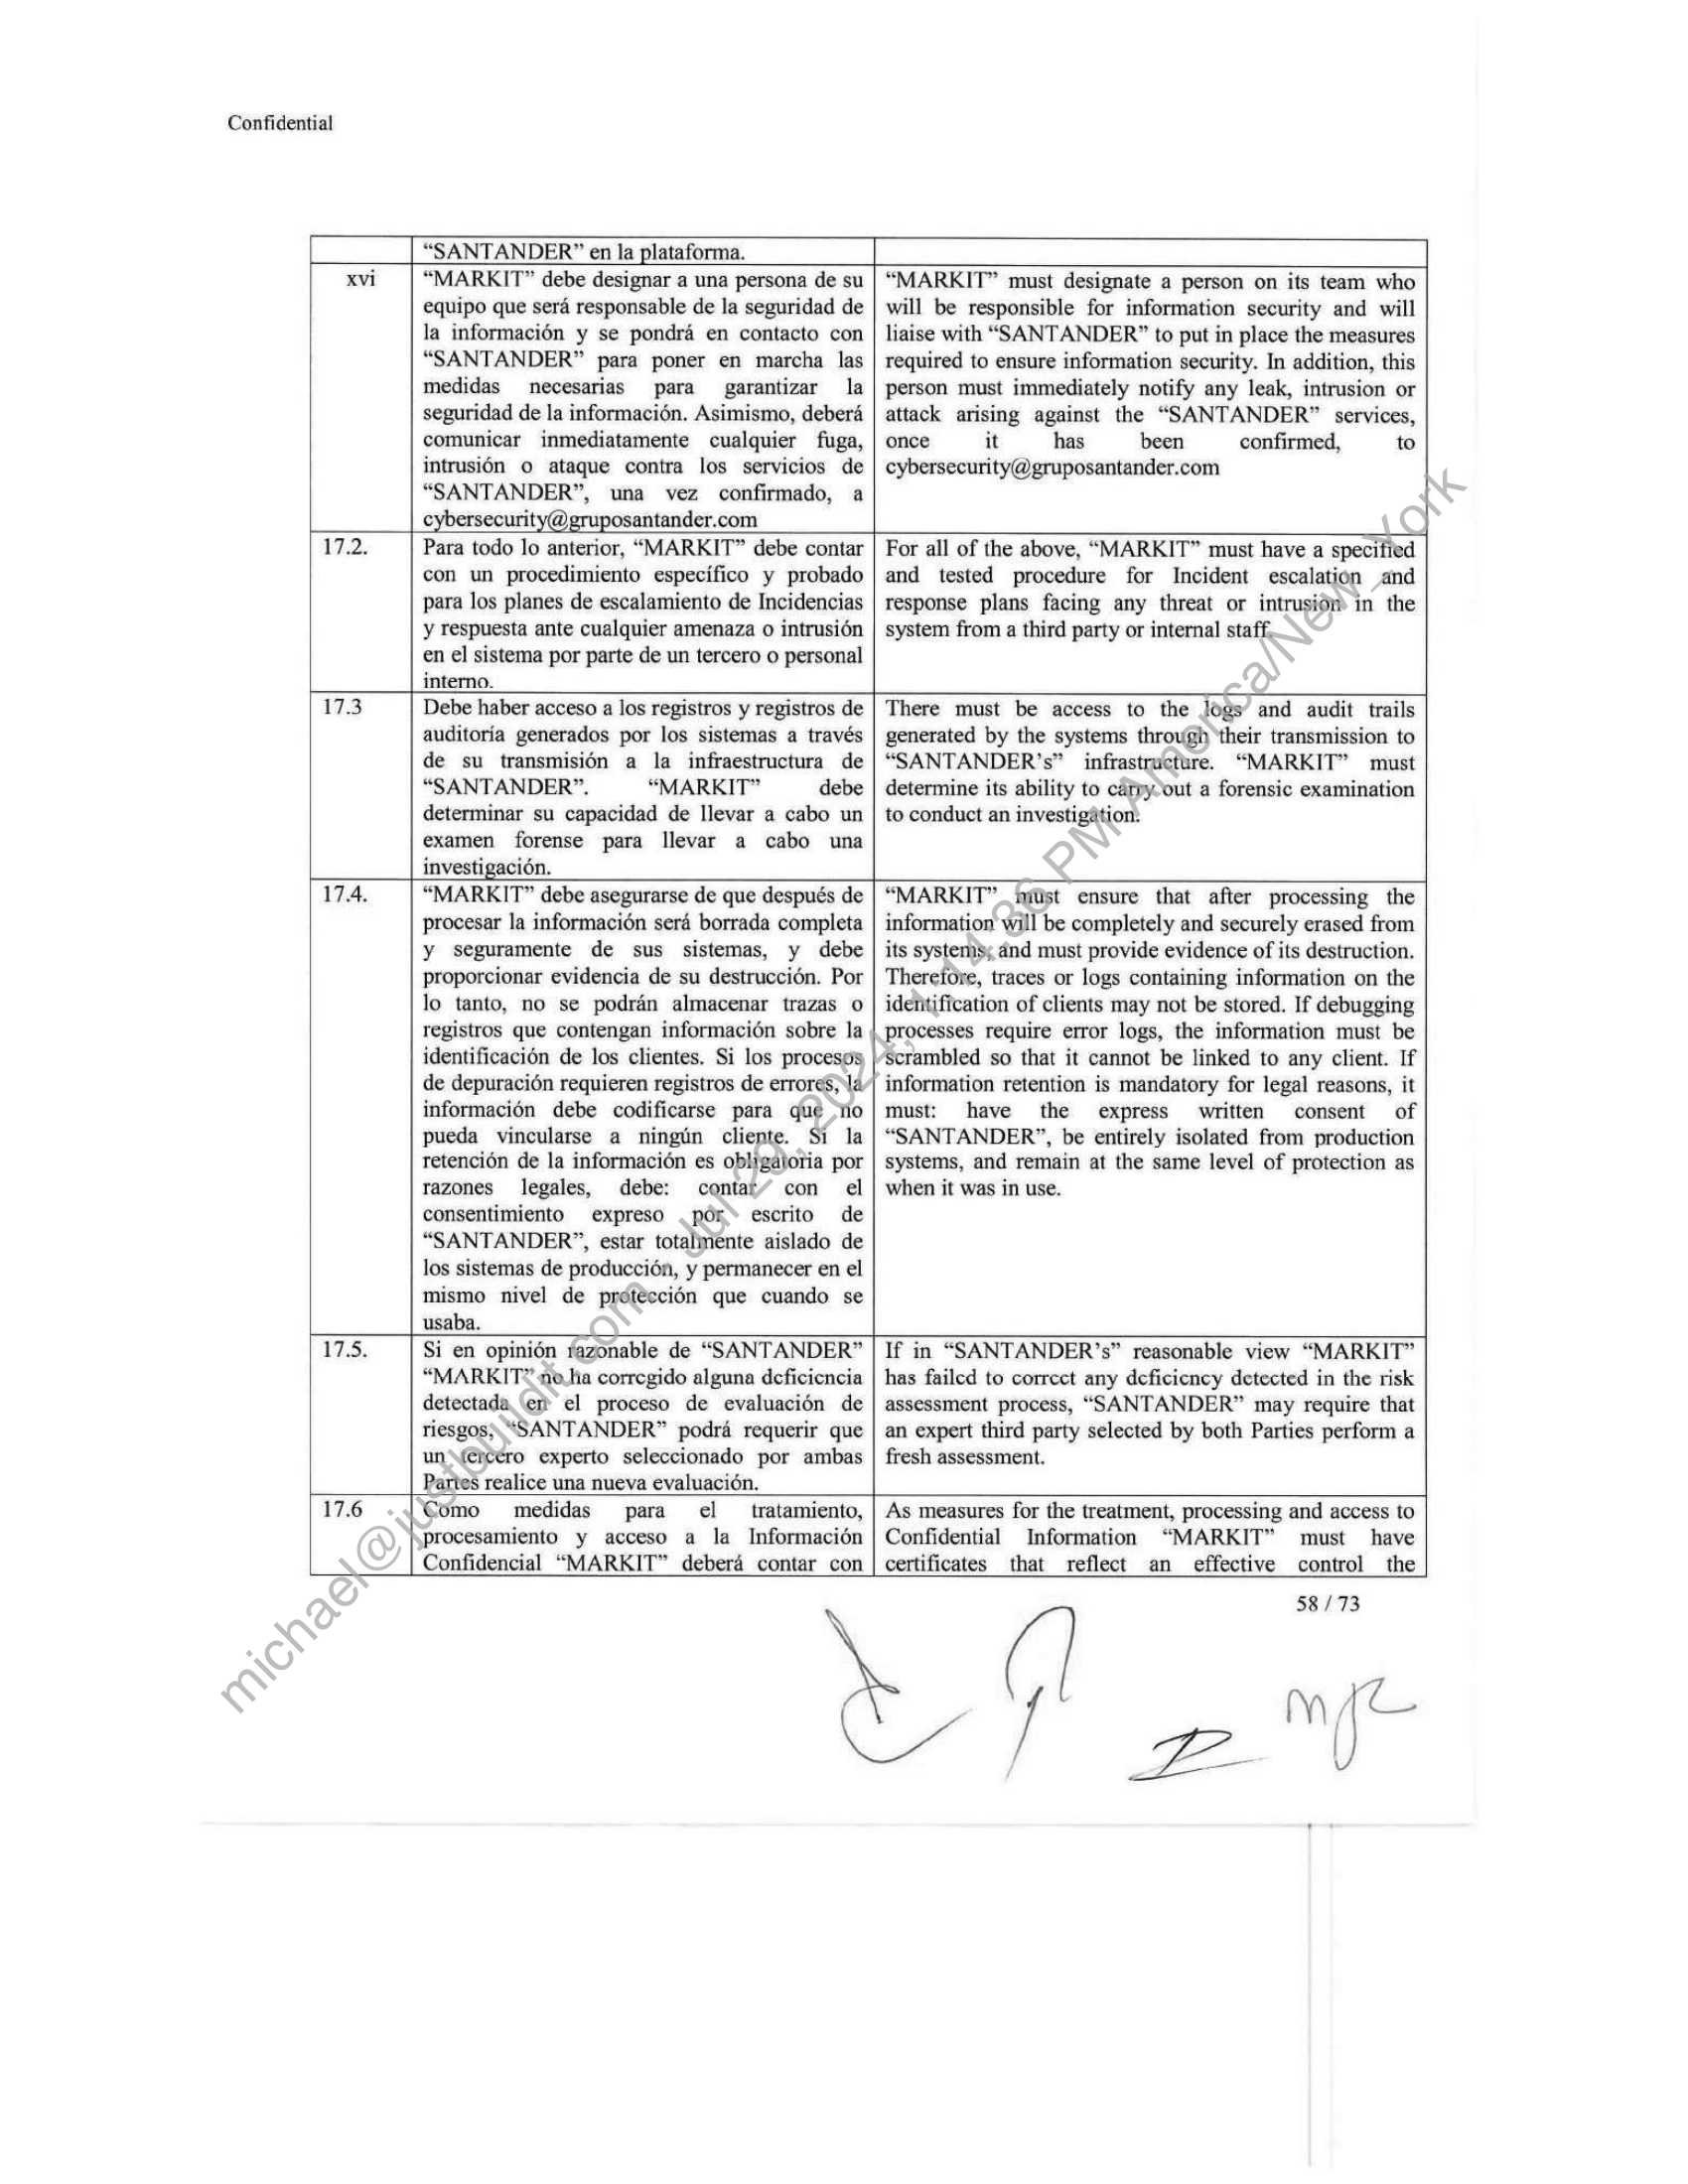 Confidential
“SANTANDER” en la plataforma.
xvi
“MARKIT” debe designar a una persona de su
equipo que será responsable de la seguridad de
la información y se pondrá en contacto con
“SANTANDER” para poner en marcha las
medidas necesarias para garantizar la
seguridad de la información. Asimismo, deberá
comunicar inmediatamente cualquier fuga,
intrusión o ataque contra los servicios de
“SANTANDER”, una vez confirmado, a
cybersecurity@gruposantander.com
“MARKIT” must designate a person on its team who
will be responsible for information security and will
liaise with “SANTANDER” to put in place the measures
required to ensure information security. In addition, this
person must immediately notify any leak, intrusion or
attack arising against the “SANTANDER” services,
once it has been confirmed, to
cybersecurity@gruposantander.com
17.2.
Para todo lo anterior, “MARKIT” debe contar
con un procedimiento específico y probado
para los planes de escalamiento de Incidencias
y respuesta ante cualquier amenaza o intrusión
en el sistema por parte de un tercero o personal
interno.
For all of the above, “MARKIT” must have a specified
and tested procedure for Incident escalation and
response plans facing any threat or intrusion in the
system from a third party or internal staff.
17.3
Debe haber acceso a los registros y registros de
auditoría generados por los sistemas a través
de su transmisión a la infraestructura de
“SANTANDER”. “MARKIT” debe
determinar su capacidad de llevar a cabo un
examen forense para llevar a cabo una
investigación.
There must be access to the logs and audit trails
generated by the systems through their transmission to
“SANTANDER’s” infrastructure. “MARKIT” must
determine its ability to carry out a forensic examination
to conduct an investigation.
17.4.
“MARKIT” debe asegurarse de que después de
procesar la información será borrada completa
y seguramente de sus sistemas, y debe
proporcionar evidencia de su destrucción. Por
lo tanto, no se podrán almacenar trazas o
registros que contengan información sobre la
identificación de los clientes. Si los procesos
de depuración requieren registros de errores, la
información debe codificarse para que no
pueda vincularse a ningún cliente. Si la
retención de la información es obligatoria por
razones legales, debe: contar con el
consentimiento expreso por escrito de
“SANTANDER”, estar totalmente aislado de
los sistemas de producción, y permanecer en el
mismo nivel de protección que cuando se
usaba.
“MARKIT” must ensure that after processing the
information will be completely and securely erased from
its systems, and must provide evidence of its destruction.
Therefore, traces or logs containing information on the
identification of clients may not be stored. If debugging
processes require error logs, the information must be
scrambled so that it cannot be linked to any client. If
information retention is mandatory for legal reasons, it
must: have the express written consent of
“SANTANDER”, be entirely isolated from production
systems, and remain at the same level of protection as
when it was in use.
17.5.
Si en opinión razonable de “SANTANDER”
“MARKIT” no ha corregido alguna deficiencia
detectada en el proceso de evaluación de
riesgos, “SANTANDER” podrá requerir que
un tercero experto seleccionado por ambas
Partes realice una nueva evaluación.
If in “SANTANDER’s” reasonable view “MARKIT”
has failed to correct any deficiency detected in the risk
assessment process, “SANTANDER” may require that
an expert third party selected by both Parties perform a
fresh assessment.
17.6
Como medidas para el tratamiento,
procesamiento y acceso a la Información
Confidencial “MARKIT” deberá contar con
As measures for the treatment, processing and access to
Confidential Information “MARKIT” must have
certificates that reflect an effective control the
58 / 73
michael@justbuildit.com - Jul 29, 2024, 1:14:36 PM America/New_York